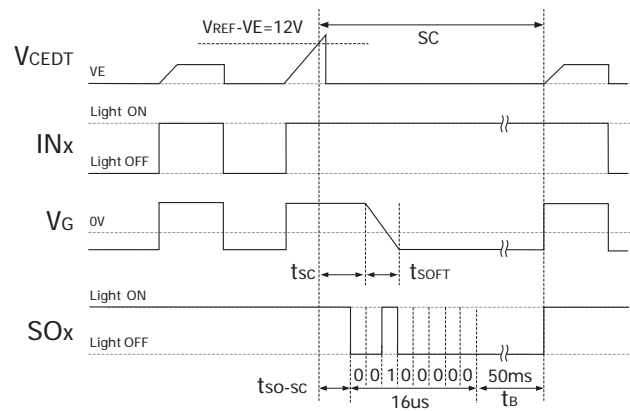 VREF-VE=12V
SC
VCEDT
VE
Light ON
INx
Light OFF
VG
0V
tSC
tSOFT
Light ON
SOx
Light OFF
0 0 1 0 0 0 0 0
50ms
tSO-SC
16us
tB